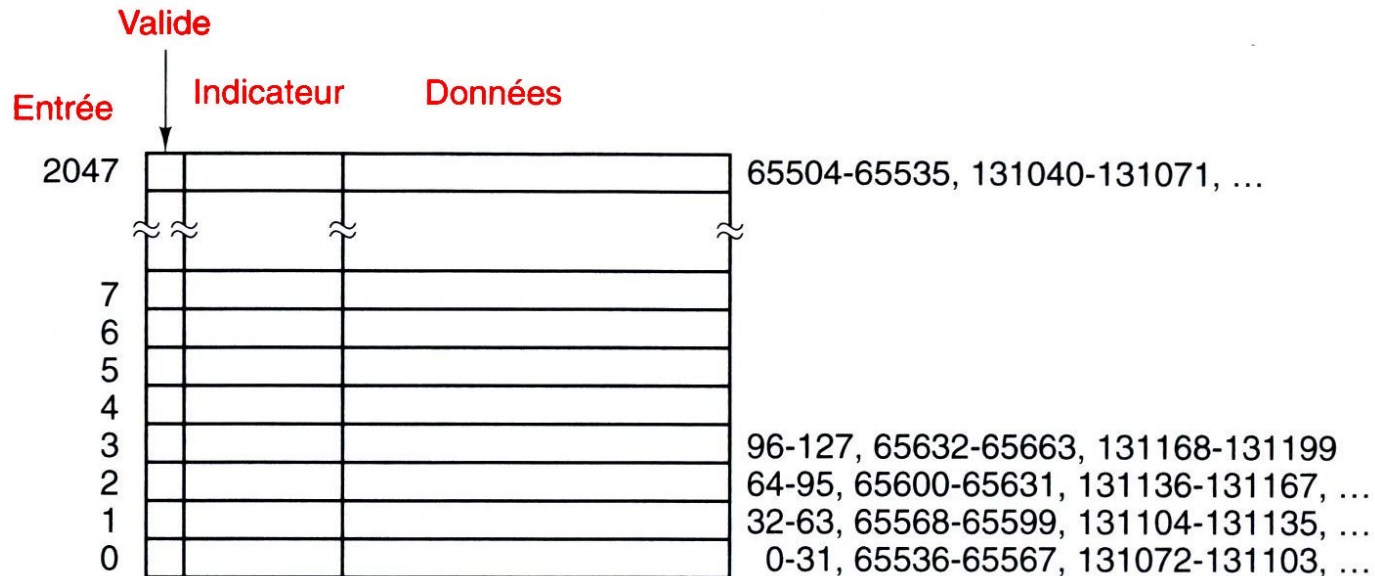 Valide
Entrée Indicateur Données
2047 65504-65535, 131040-131071, …
7
6
5
4
3 96-127, 65632-65663, 131168-131199
2 64-95, 65600-65631, 131136-131167, …
1 32-63, 65568-65599, 131104-131135, …
0 0-31, 65536-65567, 131072-131103, …